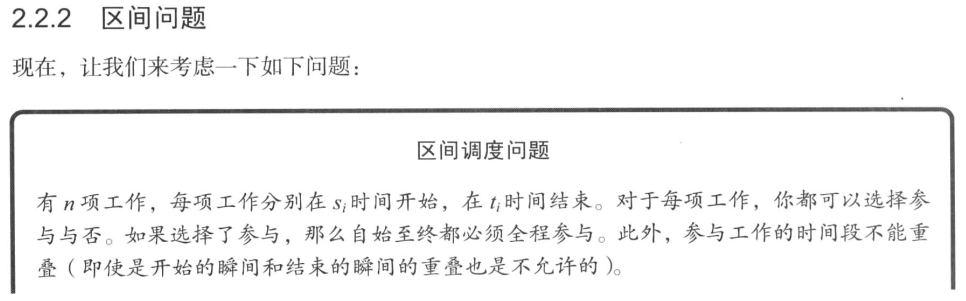 2.2.2 区间问题
现在，让我们来考虑一下如下问题：
区间调度问题
有 n 项工作，每项工作分别在 sᵢ 时间开始，在 tᵢ 时间结束。对于每项工作，你都可以选择参
与与否。如果选择了参与，那么自始至终都必须全程参与。此外，参与工作的时间段不能重
叠（即使是开始的瞬间和结束的瞬间的重叠也是不允许的）。